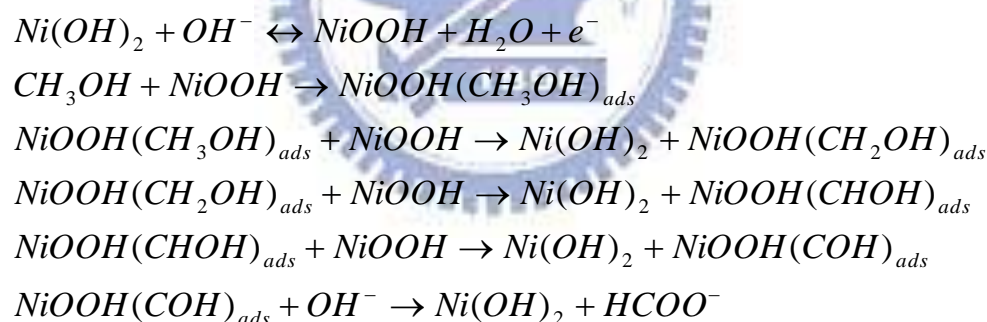 Ni(OH)₂ + OH⁻ ↔ NiOOH + H₂O + e⁻
CH₃OH + NiOOH → NiOOH(CH₃OH)ₐds
NiOOH(CH₃OH)ₐds + NiOOH → Ni(OH)₂ + NiOOH(CH₂OH)ₐds
NiOOH(CH₂OH)ₐds + NiOOH → Ni(OH)₂ + NiOOH(CHOH)ₐds
NiOOH(CHOH)ₐds + NiOOH → Ni(OH)₂ + NiOOH(COH)ₐds
NiOOH(COH)ₐds + OH⁻ → Ni(OH)₂ + HCOO⁻